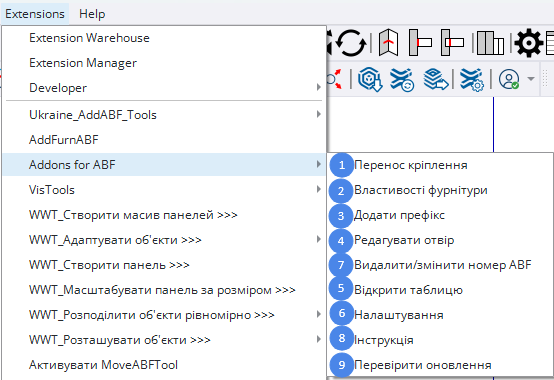 Extensions Help
Extension Warehouse
Extension Manager
Developer
Ukraine_AddABF_Tools
AddFurnABF
Addons for ABF
VisTools
WWT_Створити масив панелей >>>
WWT_Адаптувати об'єкти >>>
WWT_Створити панель >>>
WWT_Масштабувати панель за розміром >>>
WWT_Розподілити об'єкти рівномірно >>>
WWT_Розташувати об'єкти >>>
Активувати MoveABFTool
1 Перенос кріплення
2 Властивості фурнітури
3 Додати префікс
4 Редагувати отвір
7 Видалити/змінити номер ABF
5 Відкрити таблицю
6 Налаштування
8 Інструкція
9 Перевірити оновлення